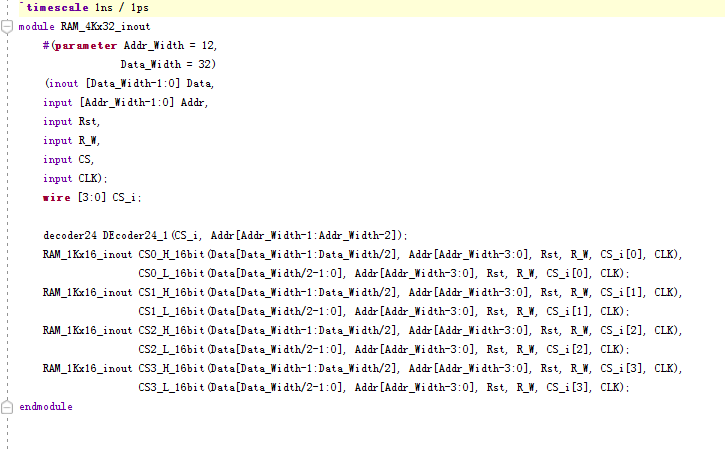 `timescale 1ns / 1ps
module RAM_4Kx32_inout
#(parameter Addr_Width = 12,
Data_Width = 32)
(inout [Data_Width-1:0] Data,
input [Addr_Width-1:0] Addr,
input Rst,
input R_W,
input CS,
input CLK);
wire [3:0] CS_i;
decoder24 DEcoder24_1(CS_i, Addr[Addr_Width-1:Addr_Width-2]);
RAM_1Kx16_inout CS0_H_16bit(Data[Data_Width-1:Data_Width/2], Addr[Addr_Width-3:0], Rst, R_W, CS_i[0], CLK),
CS0_L_16bit(Data[Data_Width/2-1:0], Addr[Addr_Width-3:0], Rst, R_W, CS_i[0], CLK);
RAM_1Kx16_inout CS1_H_16bit(Data[Data_Width-1:Data_Width/2], Addr[Addr_Width-3:0], Rst, R_W, CS_i[1], CLK),
CS1_L_16bit(Data[Data_Width/2-1:0], Addr[Addr_Width-3:0], Rst, R_W, CS_i[1], CLK);
RAM_1Kx16_inout CS2_H_16bit(Data[Data_Width-1:Data_Width/2], Addr[Addr_Width-3:0], Rst, R_W, CS_i[2], CLK),
CS2_L_16bit(Data[Data_Width/2-1:0], Addr[Addr_Width-3:0], Rst, R_W, CS_i[2], CLK);
RAM_1Kx16_inout CS3_H_16bit(Data[Data_Width-1:Data_Width/2], Addr[Addr_Width-3:0], Rst, R_W, CS_i[3], CLK),
CS3_L_16bit(Data[Data_Width/2-1:0], Addr[Addr_Width-3:0], Rst, R_W, CS_i[3], CLK);
endmodule